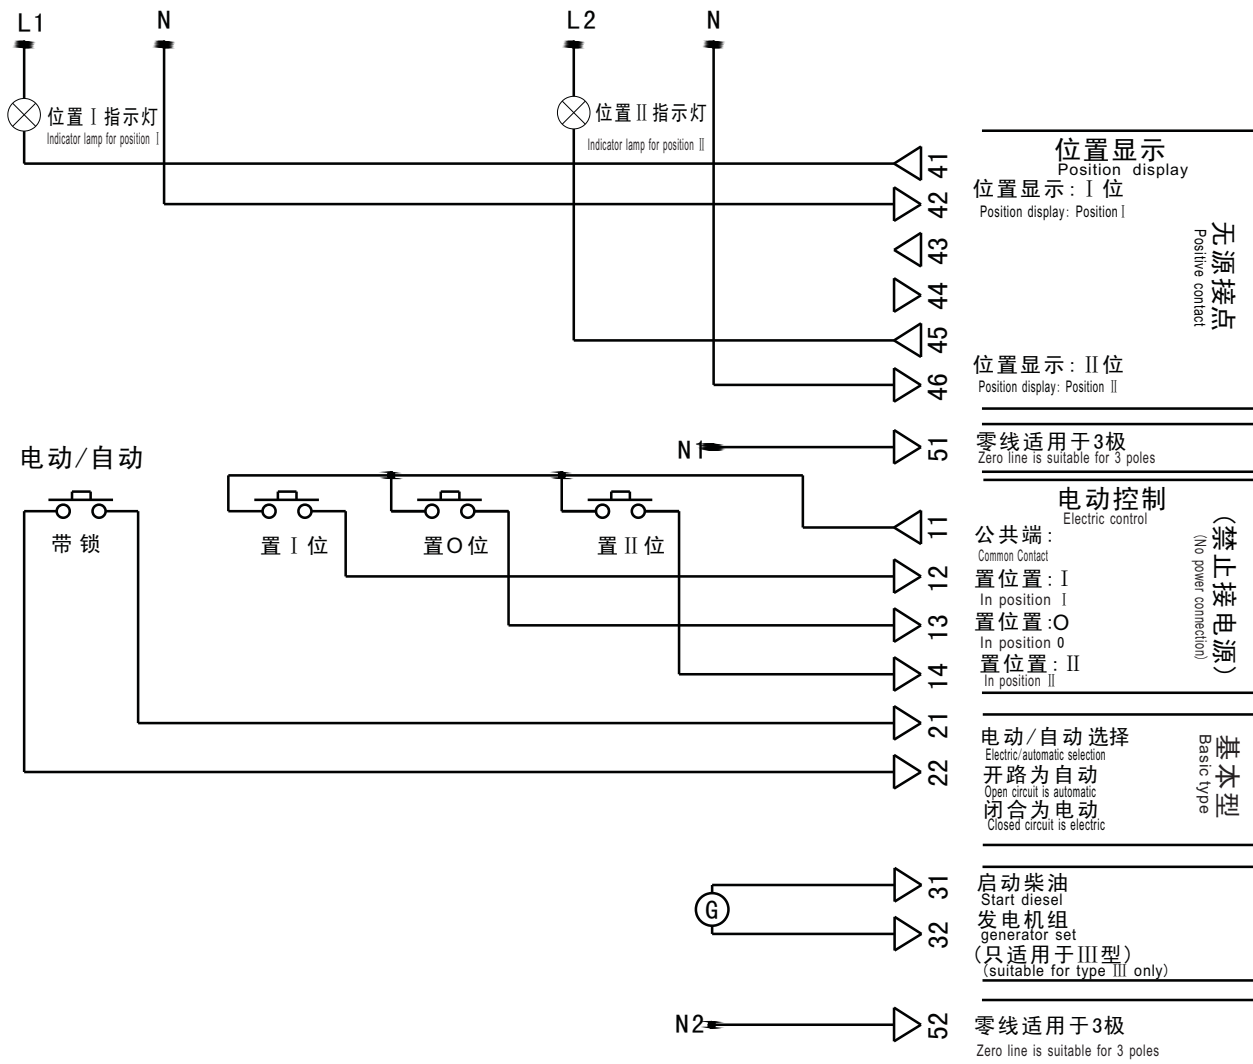 L1
N
L2
N
位置Ⅰ指示灯
Indicator lamp for position Ⅰ
位置Ⅱ指示灯
Indicator lamp for position Ⅱ
41
42
43
44
45
46
位置显示
Position display
位置显示: Ⅰ位
Position display: PositionⅠ
无源接点
Positive contact
位置显示: Ⅱ位
Position display: Position Ⅱ
N1
51
零线适用于3极
Zero line is suitable for 3 poles
电动/自动
带锁
置Ⅰ位
置O位
置Ⅱ位
11
12
13
14
电动控制
Electric control
公共端:
Common Contact
置位置: Ⅰ
In position Ⅰ
置位置:O
In position 0
置位置: Ⅱ
In position Ⅱ
(禁止接电源)
(No power connection)
21
22
电动/自动选择
Electric/automatic selection
开路为自动
Open circuit is automatic
闭合为电动
Closed circuit is electric
基本型
Basic type
G
31
32
启动柴油
Start diesel
发电机组
generator set
(只适用于Ⅲ型)
(suitable for type Ⅲ only)
N2
52
零线适用于3极
Zero line is suitable for 3 poles